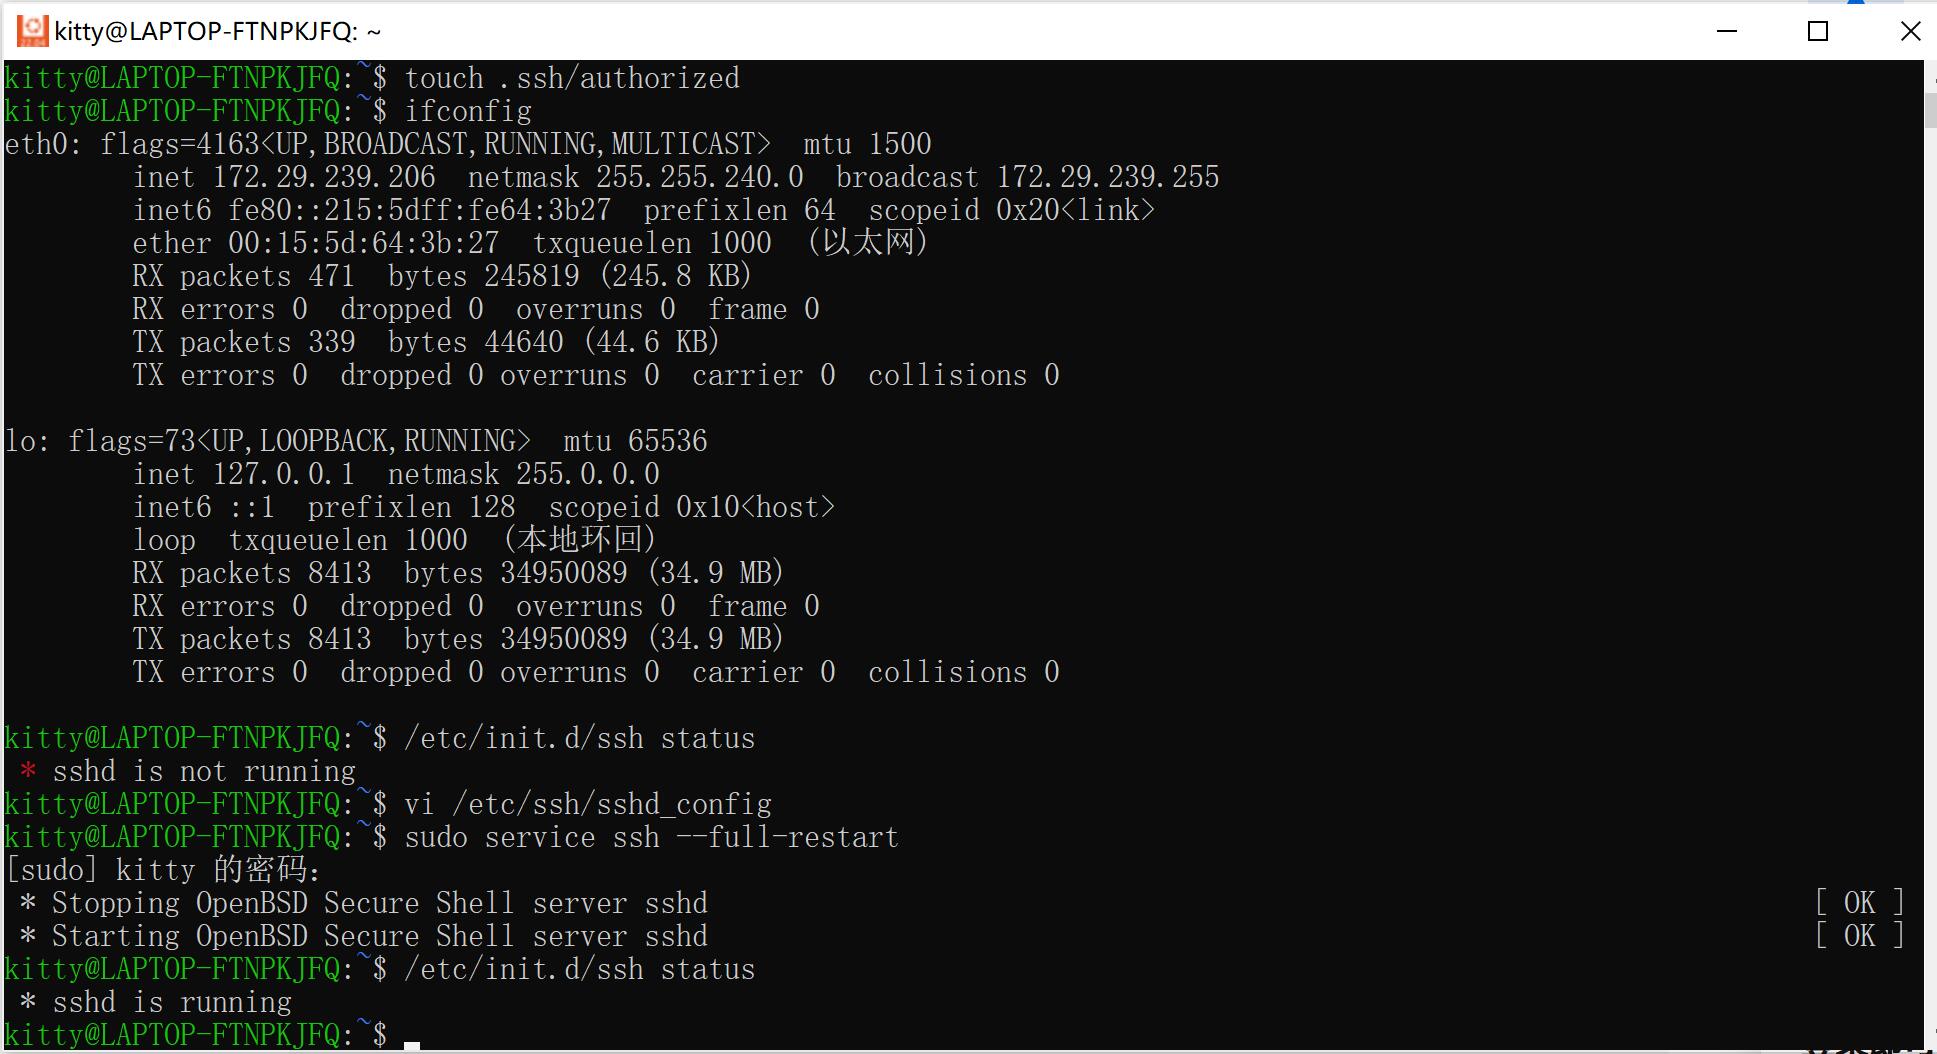 kitty@LAPTOP-FTNPKJFQ: ~
kitty@LAPTOP-FTNPKJFQ:~$ touch .ssh/authorized
kitty@LAPTOP-FTNPKJFQ:~$ ifconfig
eth0: flags=4163<UP,BROADCAST,RUNNING,MULTICAST>  mtu 1500
        inet 172.29.239.206  netmask 255.255.240.0  broadcast 172.29.239.255
        inet6 fe80::215:5dff:fe64:3b27  prefixlen 64  scopeid 0x20<link>
        ether 00:15:5d:64:3b:27  txqueuelen 1000  (以太网)
        RX packets 471  bytes 245819 (245.8 KB)
        RX errors 0  dropped 0  overruns 0  frame 0
        TX packets 339  bytes 44640 (44.6 KB)
        TX errors 0  dropped 0 overruns 0  carrier 0  collisions 0
lo: flags=73<UP,LOOPBACK,RUNNING>  mtu 65536
        inet 127.0.0.1  netmask 255.0.0.0
        inet6 ::1  prefixlen 128  scopeid 0x10<host>
        loop  txqueuelen 1000  (本地环回)
        RX packets 8413  bytes 34950089 (34.9 MB)
        RX errors 0  dropped 0  overruns 0  frame 0
        TX packets 8413  bytes 34950089 (34.9 MB)
        TX errors 0  dropped 0 overruns 0  carrier 0  collisions 0
kitty@LAPTOP-FTNPKJFQ:~$ /etc/init.d/ssh status
 * sshd is not running
kitty@LAPTOP-FTNPKJFQ:~$ vi /etc/ssh/sshd_config
kitty@LAPTOP-FTNPKJFQ:~$ sudo service ssh --full-restart
[sudo] kitty 的密码：
 * Stopping OpenBSD Secure Shell server sshd [ OK ]
 * Starting OpenBSD Secure Shell server sshd [ OK ]
kitty@LAPTOP-FTNPKJFQ:~$ /etc/init.d/ssh status
 * sshd is running
kitty@LAPTOP-FTNPKJFQ:~$